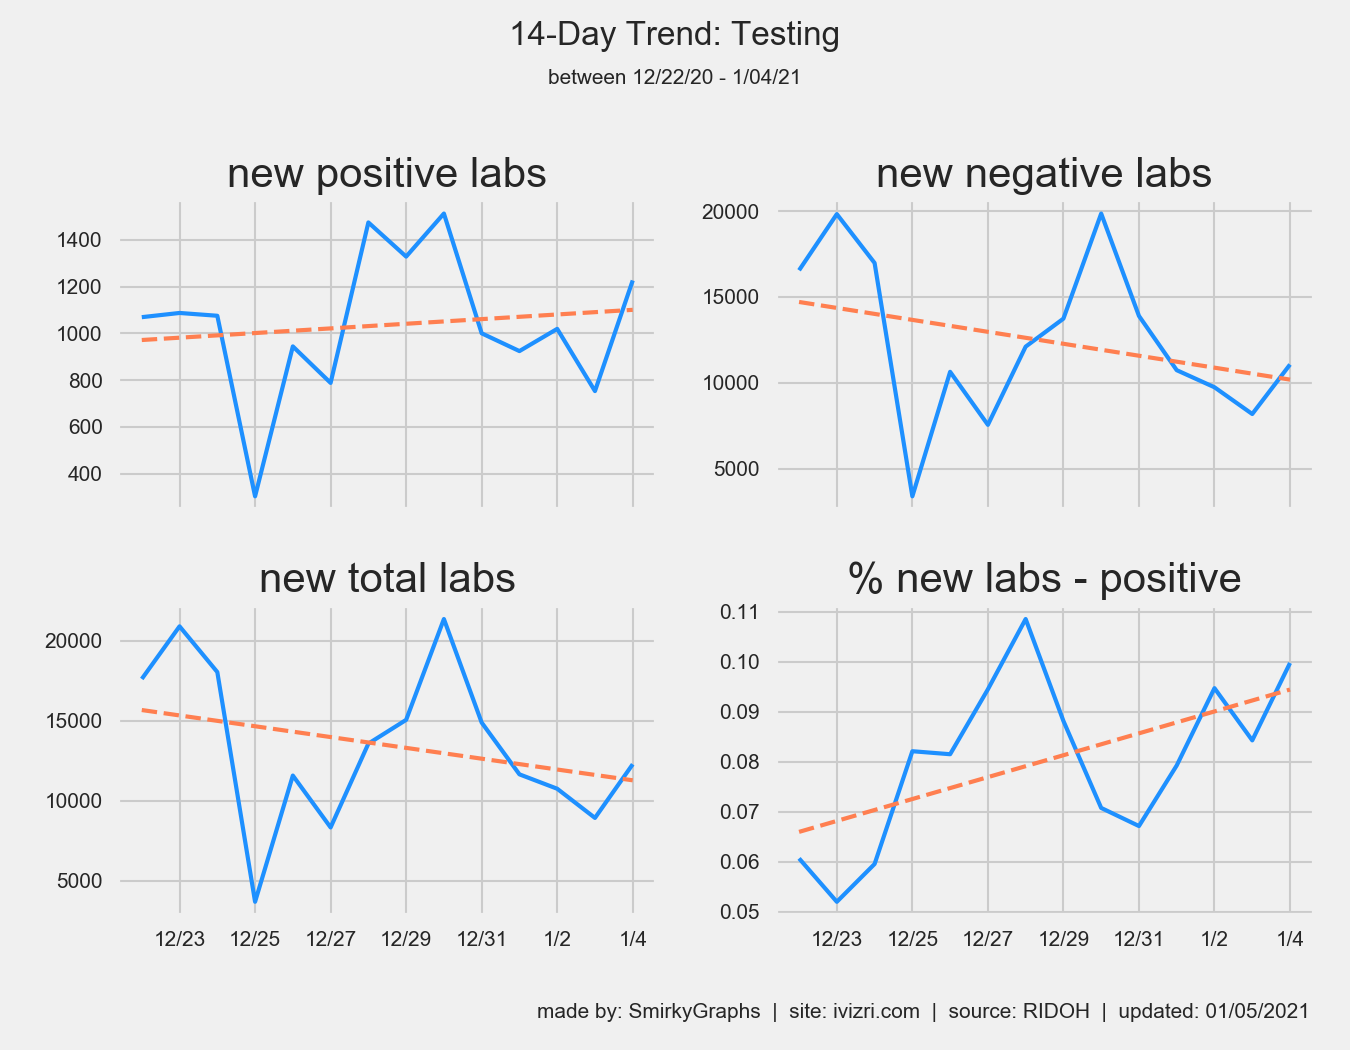 14-Day Trend: Testing
between 12/22/20 - 1/04/21
new positive labs
1400
1200
1000
800
600
400
new negative labs
20000
15000
10000
5000
new total labs
20000
15000
10000
5000
12/23 12/25 12/27 12/29 12/31 1/2 1/4
% new labs - positive
0.11
0.10
0.09
0.08
0.07
0.06
0.05
12/23 12/25 12/27 12/29 12/31 1/2 1/4
made by: SmirkyGraphs | site: ivizri.com | source: RIDOH | updated: 01/05/2021